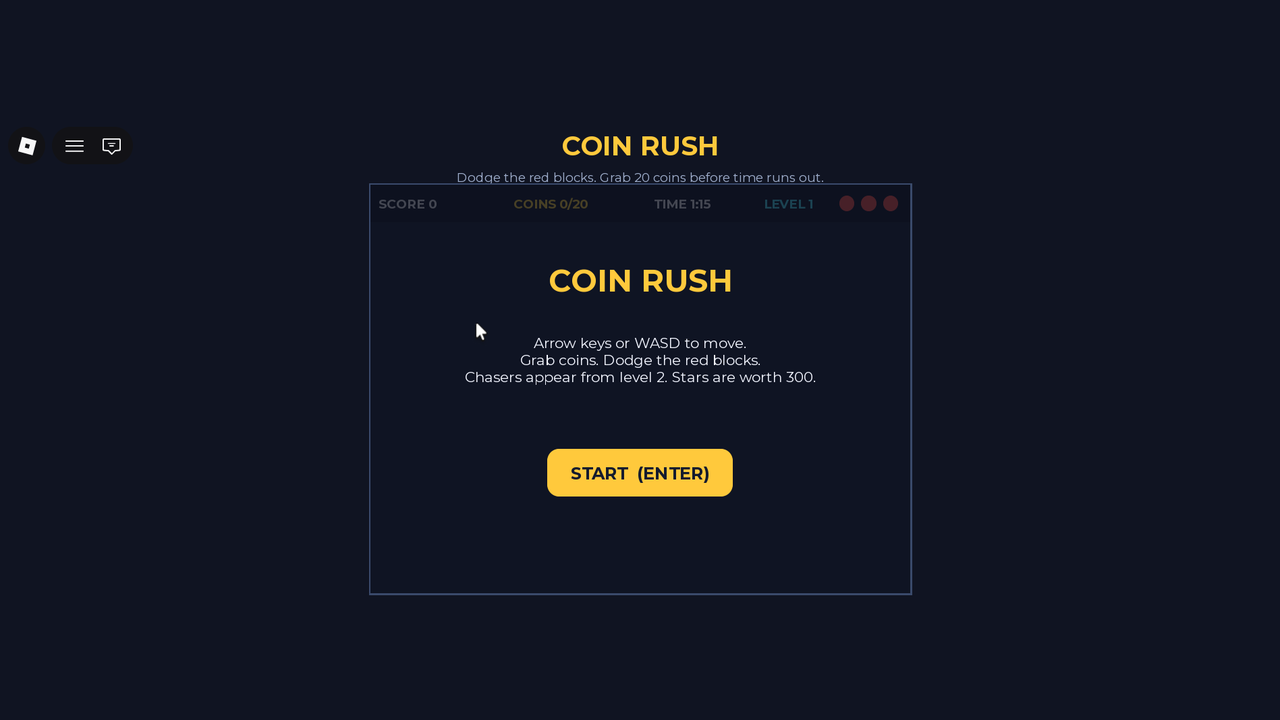 COIN RUSH
Dodge the red blocks. Grab 20 coins before time runs out.
SCORE 0 COINS 0/20 TIME 1:15 LEVEL 1
COIN RUSH
Arrow keys or WASD to move.
Grab coins. Dodge the red blocks.
Chasers appear from level 2. Stars are worth 300.
START (ENTER)